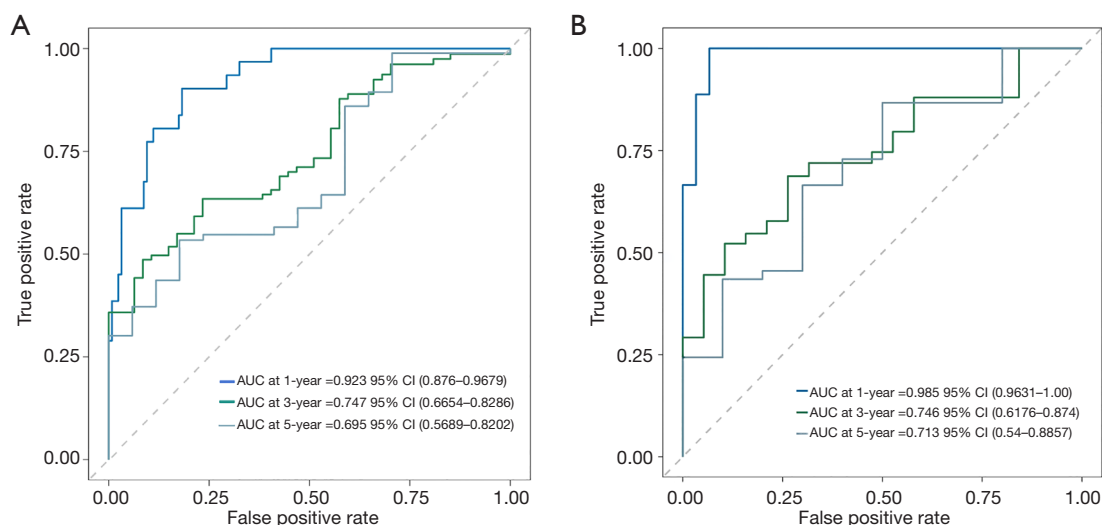 A
True positive rate
1.00
0.75
0.50
0.25
0.00
AUC at 1-year =0.923 95% CI (0.876–0.9679)
AUC at 3-year =0.747 95% CI (0.6654–0.8286)
AUC at 5-year =0.695 95% CI (0.5689–0.8202)
0.00 0.25 0.50 0.75 1.00
False positive rate
B
True positive rate
1.00
0.75
0.50
0.25
0.00
AUC at 1-year =0.985 95% CI (0.9631–1.00)
AUC at 3-year =0.746 95% CI (0.6176–0.874)
AUC at 5-year =0.713 95% CI (0.54–0.8857)
0.00 0.25 0.50 0.75 1.00
False positive rate